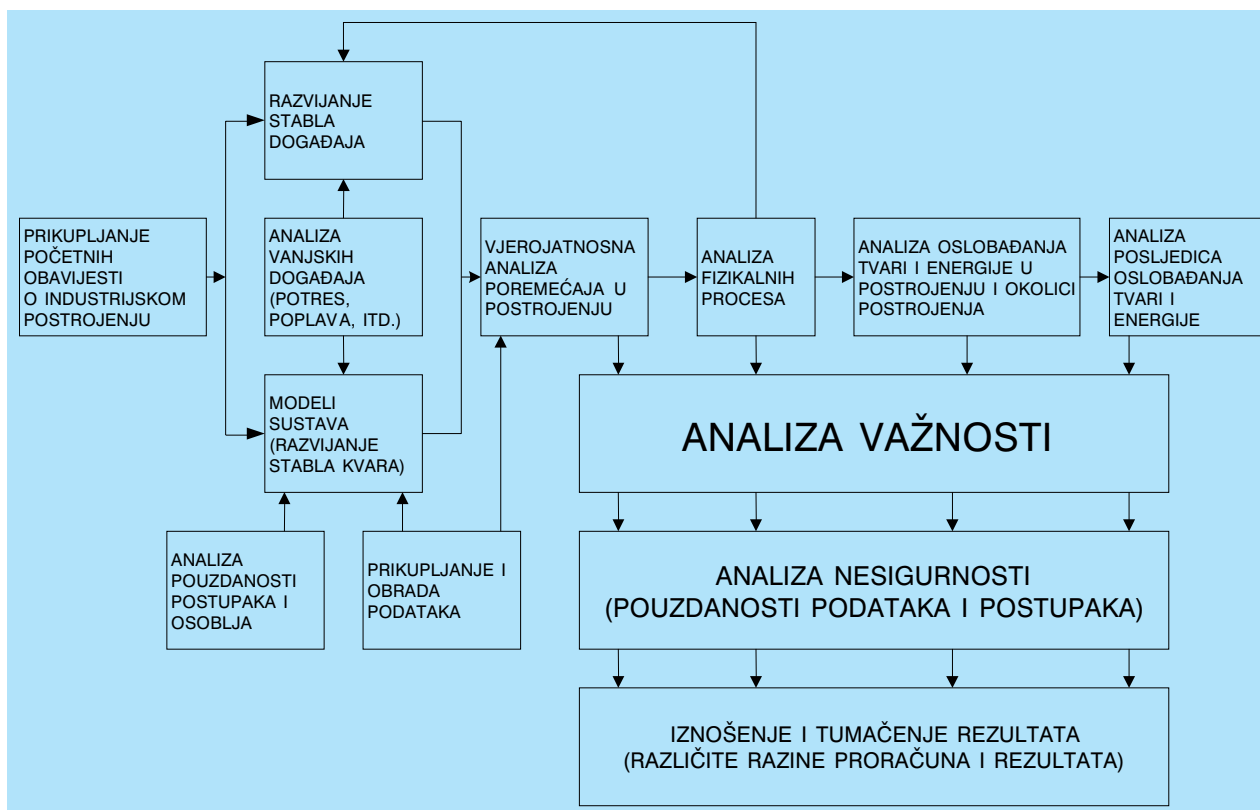 RAZVIJANJE
STABLA
DOGAĐAJA
PRIKUPLJANJE
POČETNIH
OBAVIJESTI
O INDUSTRIJSKOM
POSTROJENJU
ANALIZA
VANJSKIH
DOGAĐAJA
(POTRES,
POPLAVA, ITD.)
VJEROJATNOSNA
ANALIZA
POREMEĆAJA U
POSTROJENJU
ANALIZA
FIZIKALNIH
PROCESA
ANALIZA OSLOBAĐANJA
TVARI I ENERGIJE U
POSTROJENJU I OKOLICI
POSTROJENJA
ANALIZA
POSLJEDICA
OSLOBAĐANJA
TVARI I
ENERGIJE
MODELI
SUSTAVA
(RAZVIJANJE
STABLA KVARA)
ANALIZA VAŽNOSTI
ANALIZA
POUZDANOSTI
POSTUPAKA I
OSOBLJA
PRIKUPLJANJE I
OBRADA
PODATAKA
ANALIZA NESIGURNOSTI
(POUZDANOSTI PODATAKA I POSTUPAKA)
IZNOŠENJE I TUMAČENJE REZULTATA
(RAZLIČITE RAZINE PRORAČUNA I REZULTATA)